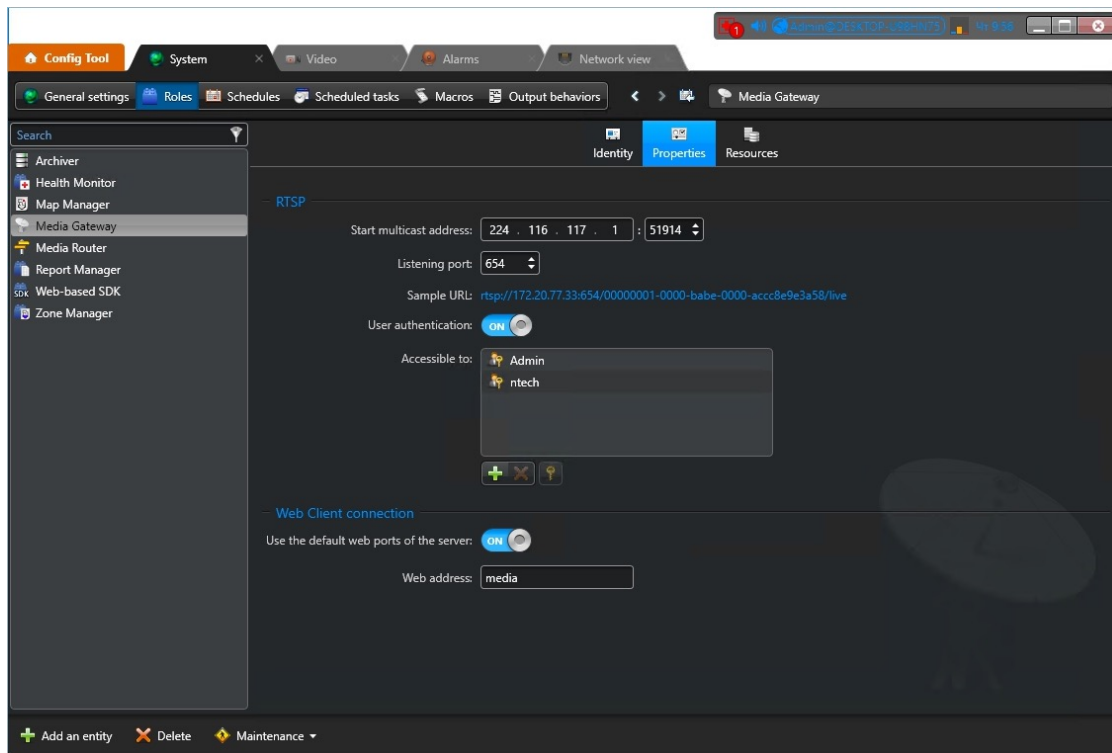 1
Config Tool System Video Alarms Network view
General settings Roles Schedules Scheduled tasks Macros Output behaviors Media Gateway
Search
Archiver
Health Monitor
Map Manager
Media Gateway
Media Router
Report Manager
SDK Web-based SDK
Zone Manager
Identity Properties Resources
RTSP
Start multicast address: 224 . 116 . 117 . 1 : 51914
Listening port: 654
Sample URL: rtsp://172.20.77.33:654/00000001-0000-babe-0000-accc8e9e3a58/live
User authentication: ON
Accessible to: Admin
ntech
Web Client connection
Use the default web ports of the server: ON
Web address: media
Add an entity Delete Maintenance